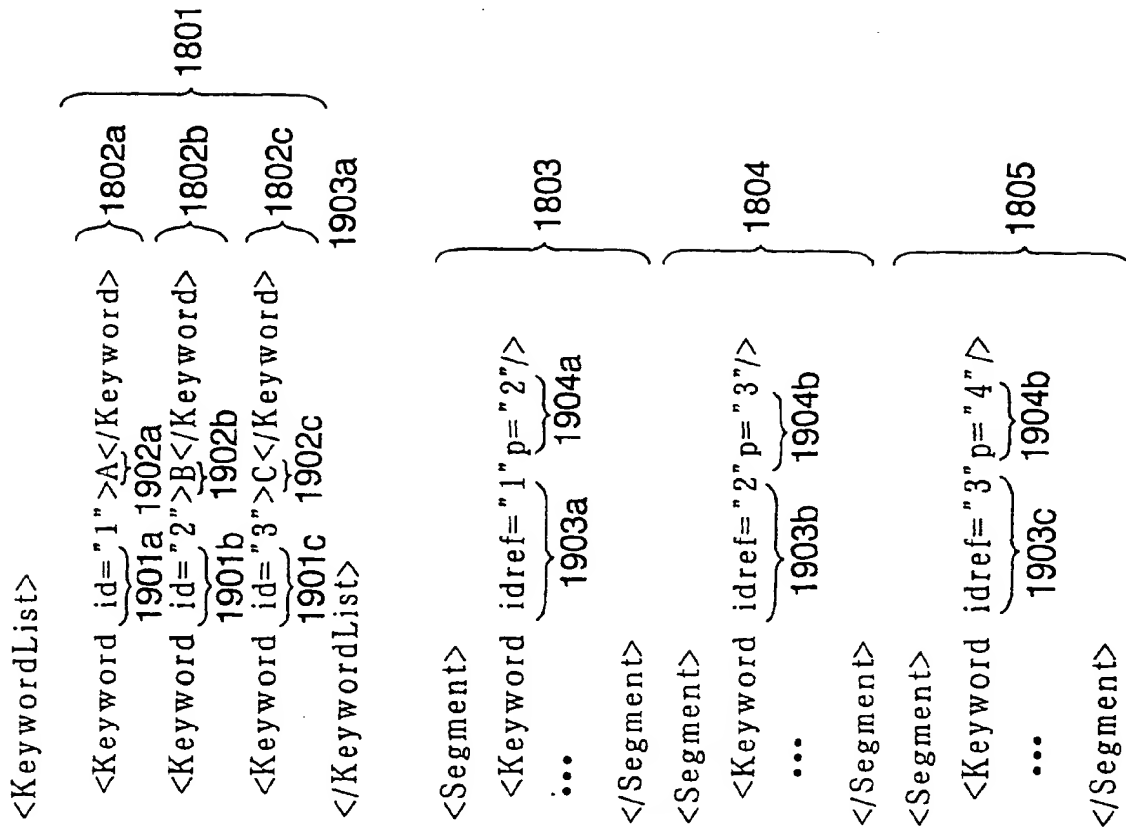 <KeywordList>
<Keyword id="1">A</Keyword> 1802a
1901a 1902a
<Keyword id="2">B</Keyword> 1802b 1801
1901b 1902b
<Keyword id="3">C</Keyword> 1802c
1901c 1902c
</KeywordList> 1903a
<Segment>
<Keyword idref="1"p="2"/>
1903a 1904a
••• 1803
</Segment>
<Segment>
<Keyword idref="2"p="3"/>
1903b 1904b
••• 1804
</Segment>
<Segment>
<Keyword idref="3"p="4"/>
1903c 1904b
••• 1805
</Segment>